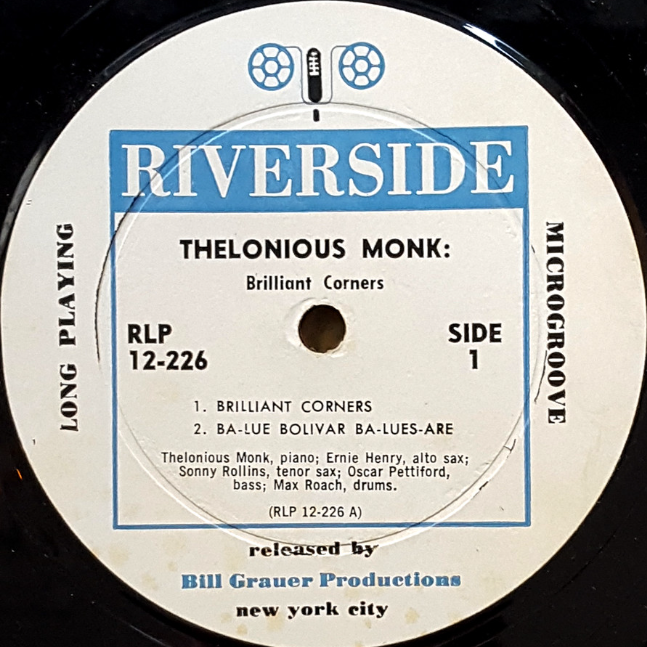 RIVERSIDE
THELONIOUS MONK:
Brilliant Corners
LONG PLAYING
MICROGROOVE
RLP
12-226
SIDE
1
1. BRILLIANT CORNERS
2. BA-LUE BOLIVAR BA-LUES-ARE
Thelonious Monk, piano; Ernie Henry, alto sax;
Sonny Rollins, tenor sax; Oscar Pettiford,
bass; Max Roach, drums.
(RLP 12-226 A)
released by
Bill Grauer Productions
new york city